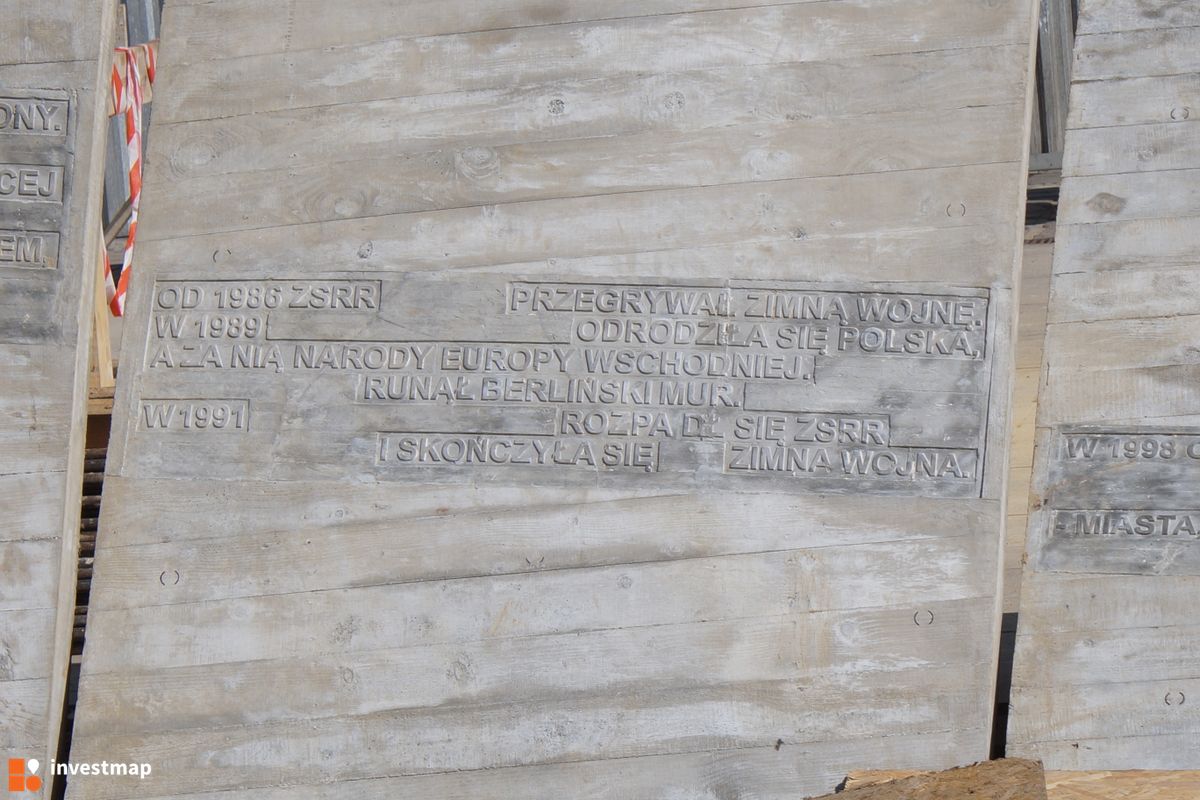 ONY.
CEJ
EM.
OD 1986 ZSRR PRZEGRYWAŁ ZIMNĄ WOJNĘ.
W 1989 ODRODZIŁA SIĘ POLSKA,
A ZA NIĄ NARODY EUROPY WSCHODNIEJ.
RUNĄŁ BERLIŃSKI MUR.
W 1991 ROZPADŁ SIĘ ZSRR
I SKOŃCZYŁA SIĘ ZIMNA WOJNA.
W 1998
- MIASTA
investmap